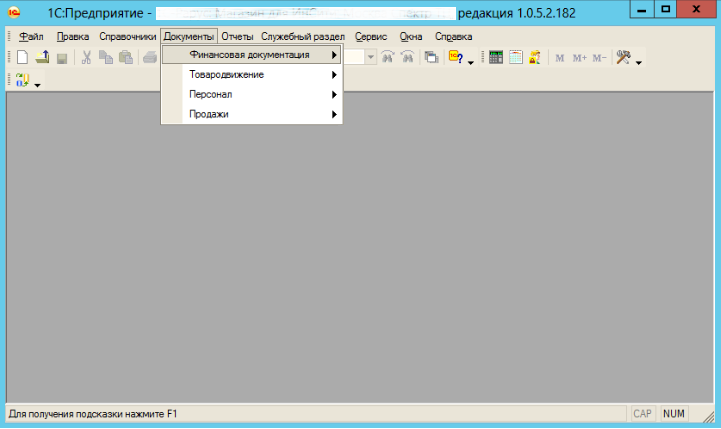 1С:Предприятие - редакция 1.0.5.2.182
Файл Правка Справочники Документы Отчеты Служебный раздел Сервис Окна Справка
Финансовая документация
M M+ M-
Товародвижение
Персонал
Продажи
Для получения подсказки нажмите F1
CAP NUM